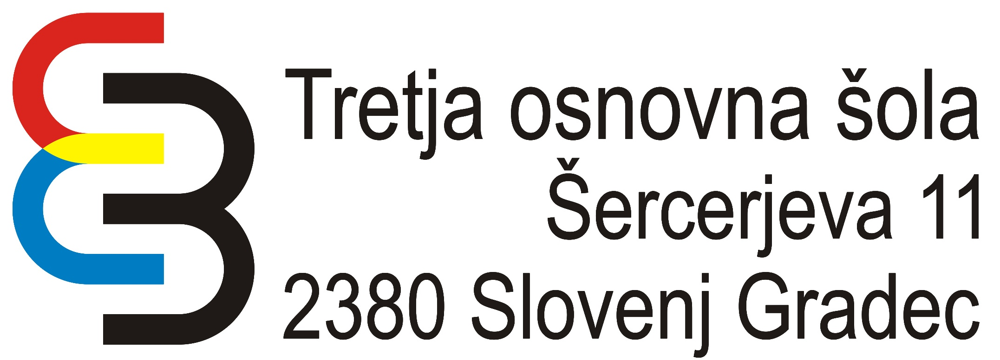 Tretja osnovna šola
Šercerjeva 11
2380 Slovenj Gradec